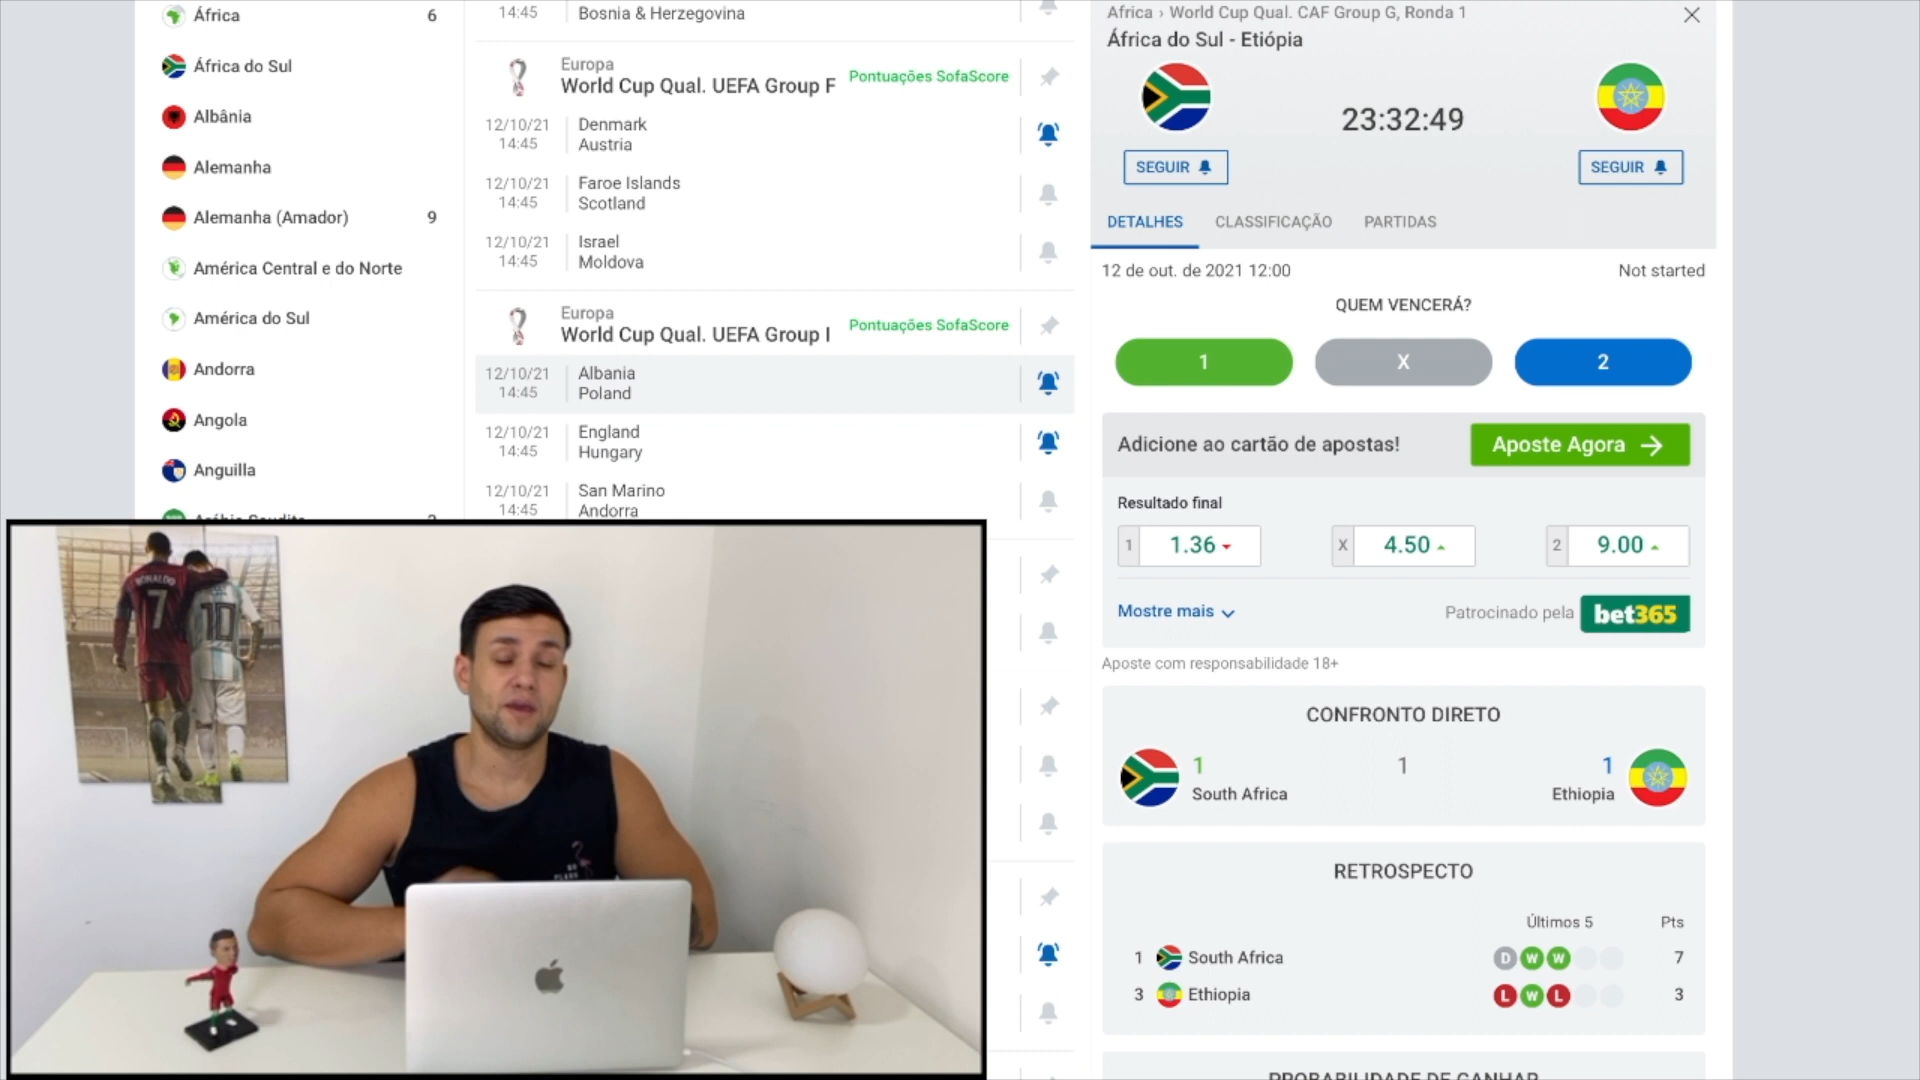 África 6
África do Sul
Albânia
Alemanha
Alemanha (Amador) 9
América Central e do Norte
América do Sul
Andorra
Angola
Anguilla
14:45 Bosnia & Herzegovina
Europa
World Cup Qual. UEFA Group F Pontuações SofaScore
12/10/21 Denmark
14:45 Austria
12/10/21 Faroe Islands
14:45 Scotland
12/10/21 Israel
14:45 Moldova
Europa
World Cup Qual. UEFA Group I Pontuações SofaScore
12/10/21 Albania
14:45 Poland
12/10/21 England
14:45 Hungary
12/10/21 San Marino
14:45 Andorra
RONALDO
7
10
Africa › World Cup Qual. CAF Group G, Ronda 1
África do Sul - Etiópia
23:32:49
SEGUIR SEGUIR
DETALHES CLASSIFICAÇÃO PARTIDAS
12 de out. de 2021 12:00 Not started
QUEM VENCERÁ?
1 X 2
Adicione ao cartão de apostas! Aposte Agora
Resultado final
1 1.36 X 4.50 2 9.00
Mostre mais Patrocinado pela bet365
Aposte com responsabilidade 18+
CONFRONTO DIRETO
1 1 1
South Africa Ethiopia
RETROSPECTO
Últimos 5 Pts
1 South Africa D W W 7
3 Ethiopia L W L 3
PROBABILIDADE DE GANHAR